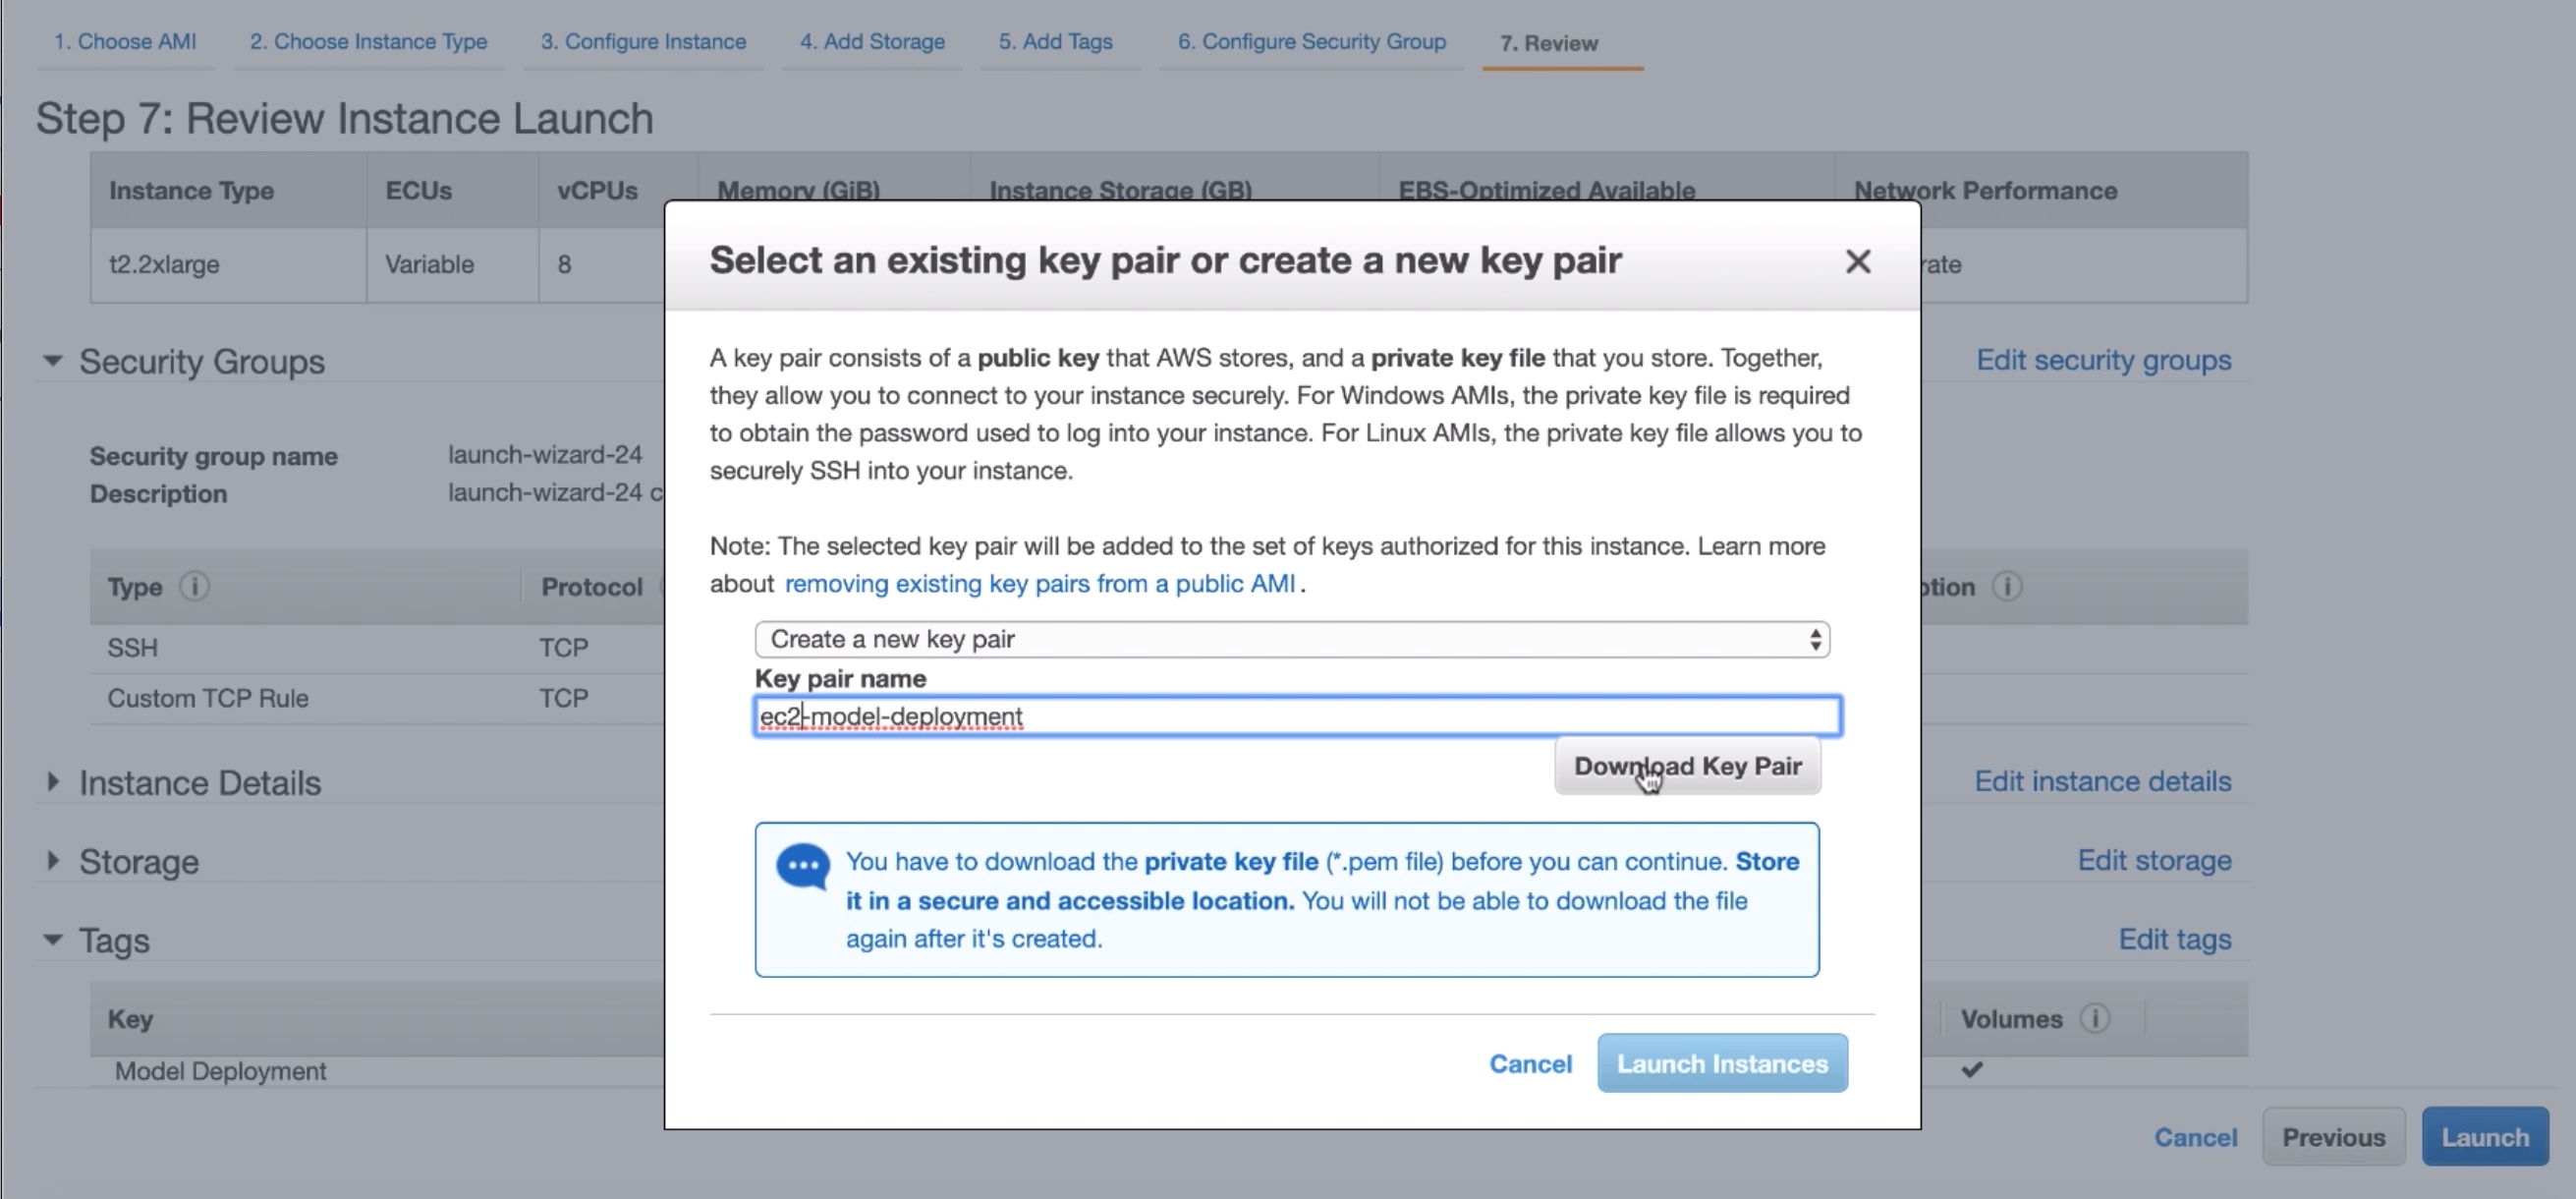 1. Choose AMI 2. Choose Instance Type 3. Configure Instance 4. Add Storage 5. Add Tags 6. Configure Security Group 7. Review
Step 7: Review Instance Launch
Instance Type ECUs vCPUs Memory (GiB) Instance Storage (GB) EBS-Optimized Available Network Performance
t2.2xlarge Variable 8
Security Groups Edit security groups
Security group name launch-wizard-24
Description launch-wizard-24
Type Protocol
SSH TCP
Custom TCP Rule TCP
Instance Details Edit instance details
Storage Edit storage
Tags Edit tags
Key Volumes
Model Deployment
Cancel Previous Launch
Select an existing key pair or create a new key pair
A key pair consists of a public key that AWS stores, and a private key file that you store. Together,
they allow you to connect to your instance securely. For Windows AMIs, the private key file is required
to obtain the password used to log into your instance. For Linux AMIs, the private key file allows you to
securely SSH into your instance.
Note: The selected key pair will be added to the set of keys authorized for this instance. Learn more
about removing existing key pairs from a public AMI .
Create a new key pair
Key pair name
ec2-model-deployment
Download Key Pair
You have to download the private key file (*.pem file) before you can continue. Store
it in a secure and accessible location. You will not be able to download the file
again after it's created.
Cancel Launch Instances